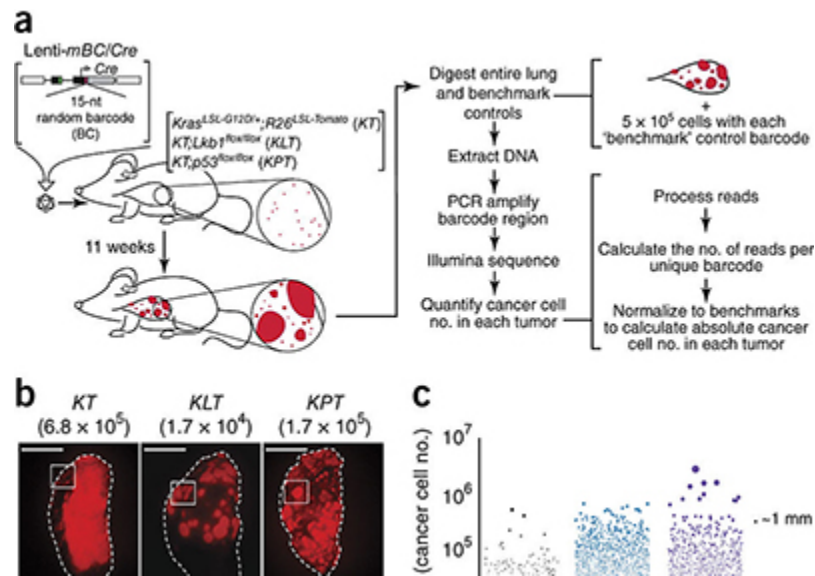 a
Lenti-mBC/Cre
Cre
15-nt
random barcode
(BC)
Kras^LSL-G12D/+;R26^LSL-Tomato (KT)
KT;Lkb1^flox/flox (KLT)
KT;p53^flox/flox (KPT)
11 weeks
Digest entire lung
and benchmark
controls
Extract DNA
PCR amplify
barcode region
Illumina sequence
Quantify cancer cell
no. in each tumor
+
5 × 10^5 cells with each
'benchmark' control barcode
Process reads
Calculate the no. of reads per
unique barcode
Normalize to benchmarks
to calculate absolute cancer
cell no. in each tumor
b
KT
(6.8 × 10^5)
KLT
(1.7 × 10^4)
KPT
(1.7 × 10^5)
c
(cancer cell no.)
10^7
10^6
10^5
~1 mm